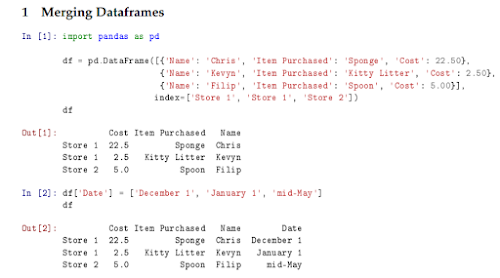 1 Merging Dataframes
In [1]: import pandas as pd
df = pd.DataFrame([{'Name': 'Chris', 'Item Purchased': 'Sponge', 'Cost': 22.50},
{'Name': 'Kevyn', 'Item Purchased': 'Kitty Litter', 'Cost': 2.50},
{'Name': 'Filip', 'Item Purchased': 'Spoon', 'Cost': 5.00}],
index=['Store 1', 'Store 1', 'Store 2'])
df
Out[1]: Cost Item Purchased Name
Store 1 22.5 Sponge Chris
Store 1 2.5 Kitty Litter Kevyn
Store 2 5.0 Spoon Filip
In [2]: df['Date'] = ['December 1', 'January 1', 'mid-May']
df
Out[2]: Cost Item Purchased Name Date
Store 1 22.5 Sponge Chris December 1
Store 1 2.5 Kitty Litter Kevyn January 1
Store 2 5.0 Spoon Filip mid-May